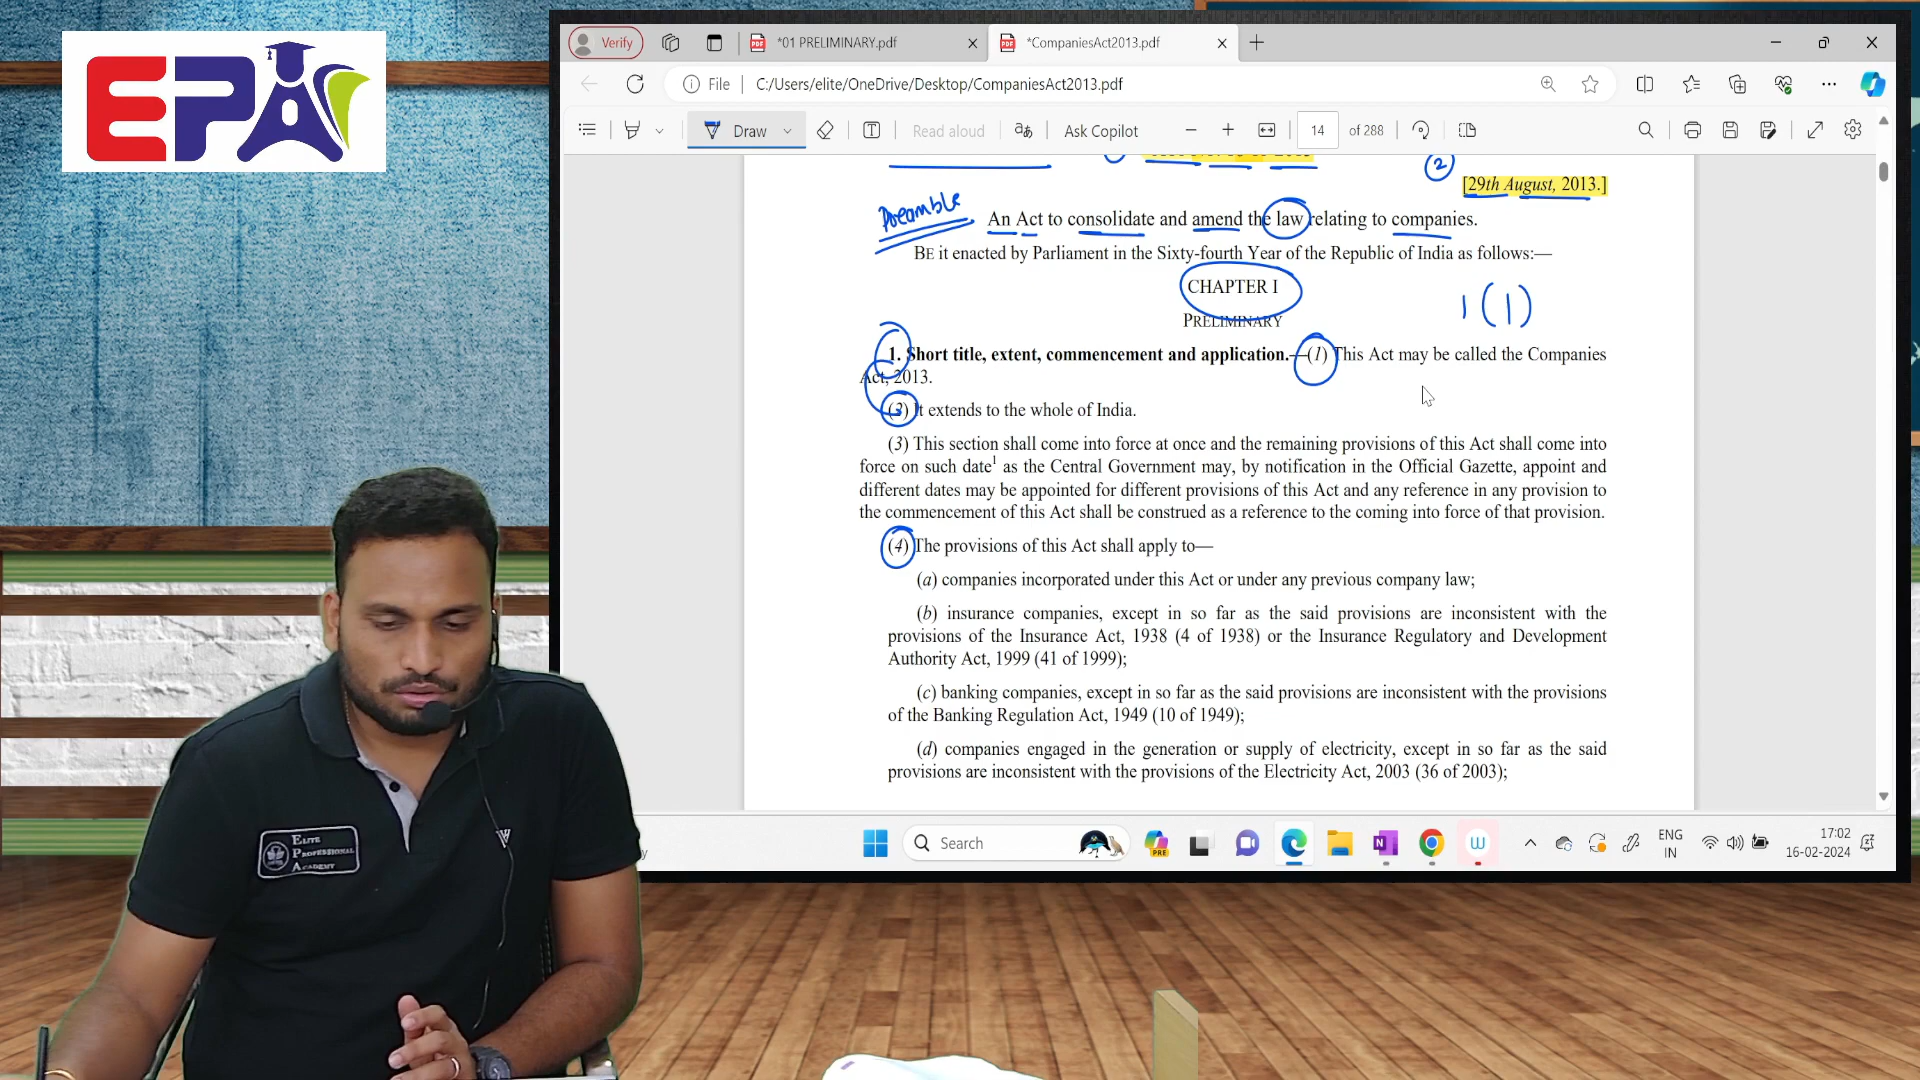 EPA
Verify
*01 PRELIMINARY.pdf
*CompaniesAct2013.pdf
File
C:/Users/elite/OneDrive/Desktop/CompaniesAct2013.pdf
Draw
Read aloud
Ask Copilot
14
of 288
2
[29th August, 2013.]
Preamble
An Act to consolidate and amend the law relating to companies.
BE it enacted by Parliament in the Sixty-fourth Year of the Republic of India as follows:—
CHAPTER I
1(1)
PRELIMINARY
1. Short title, extent, commencement and application.—(1) This Act may be called the Companies
Act, 2013.
(2) It extends to the whole of India.
(3) This section shall come into force at once and the remaining provisions of this Act shall come into
force on such date1 as the Central Government may, by notification in the Official Gazette, appoint and
different dates may be appointed for different provisions of this Act and any reference in any provision to
the commencement of this Act shall be construed as a reference to the coming into force of that provision.
(4) The provisions of this Act shall apply to—
(a) companies incorporated under this Act or under any previous company law;
(b) insurance companies, except in so far as the said provisions are inconsistent with the
provisions of the Insurance Act, 1938 (4 of 1938) or the Insurance Regulatory and Development
Authority Act, 1999 (41 of 1999);
(c) banking companies, except in so far as the said provisions are inconsistent with the provisions
of the Banking Regulation Act, 1949 (10 of 1949);
(d) companies engaged in the generation or supply of electricity, except in so far as the said
provisions are inconsistent with the provisions of the Electricity Act, 2003 (36 of 2003);
Search
PRE
ENG
IN
17:02
16-02-2024
ELITE
PROFESSIONAL
ACADEMY